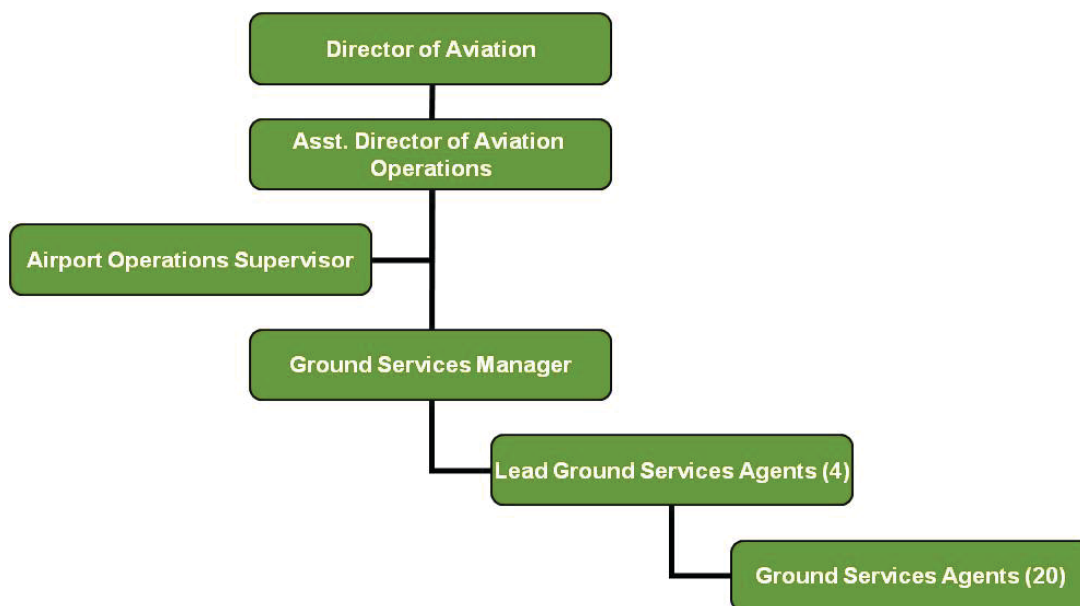 Director of Aviation
Asst. Director of Aviation
Operations
Airport Operations Supervisor
Ground Services Manager
Lead Ground Services Agents (4)
Ground Services Agents (20)